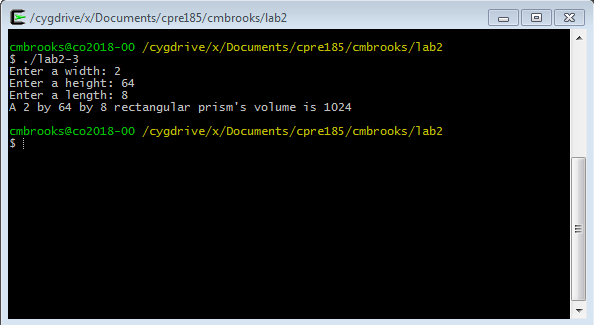 /cygdrive/x/Documents/cpre185/cmbrooks/lab2
cmbrooks@co2018-00 /cygdrive/x/Documents/cpre185/cmbrooks/lab2
$ ./lab2-3
Enter a width: 2
Enter a height: 64
Enter a length: 8
A 2 by 64 by 8 rectangular prism's volume is 1024
cmbrooks@co2018-00 /cygdrive/x/Documents/cpre185/cmbrooks/lab2
$